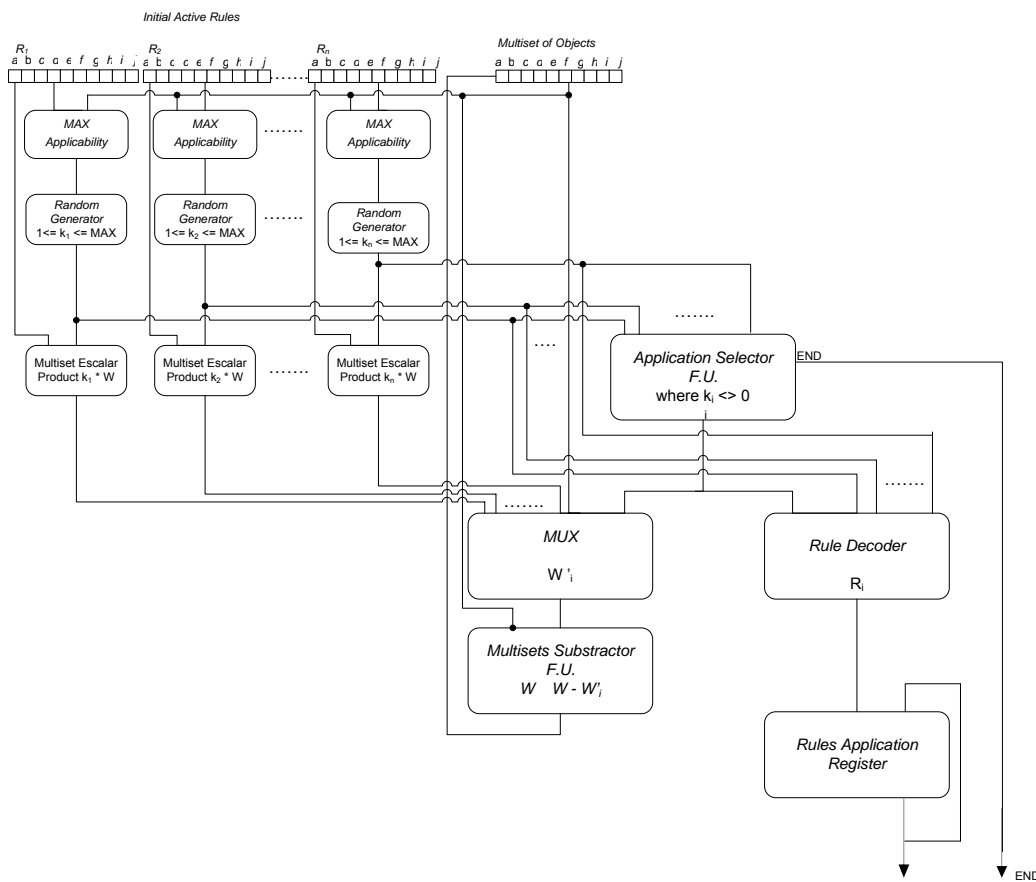 Initial Active Rules
R1 R2 Rn Multiset of Objects
a b c d e f g h i j a b c d e f g h i j ....... a b c d e f g h i j a b c d e f g h i j
MAX
Applicability
MAX
Applicability
.......
MAX
Applicability
Random
Generator
1<= k1 <= MAX
Random
Generator
1<= k2 <= MAX
.......
Random
Generator
1<= kn <= MAX
Multiset Escalar
Product k1 * W
Multiset Escalar
Product k2 * W
.......
Multiset Escalar
Product kn * W
....
.......
Application Selector
F.U.
where ki <> 0
i
END
.......
.......
MUX
W 'i
Rule Decoder
Ri
Multisets Substractor
F.U.
W W - W'i
Rules Application
Register
END